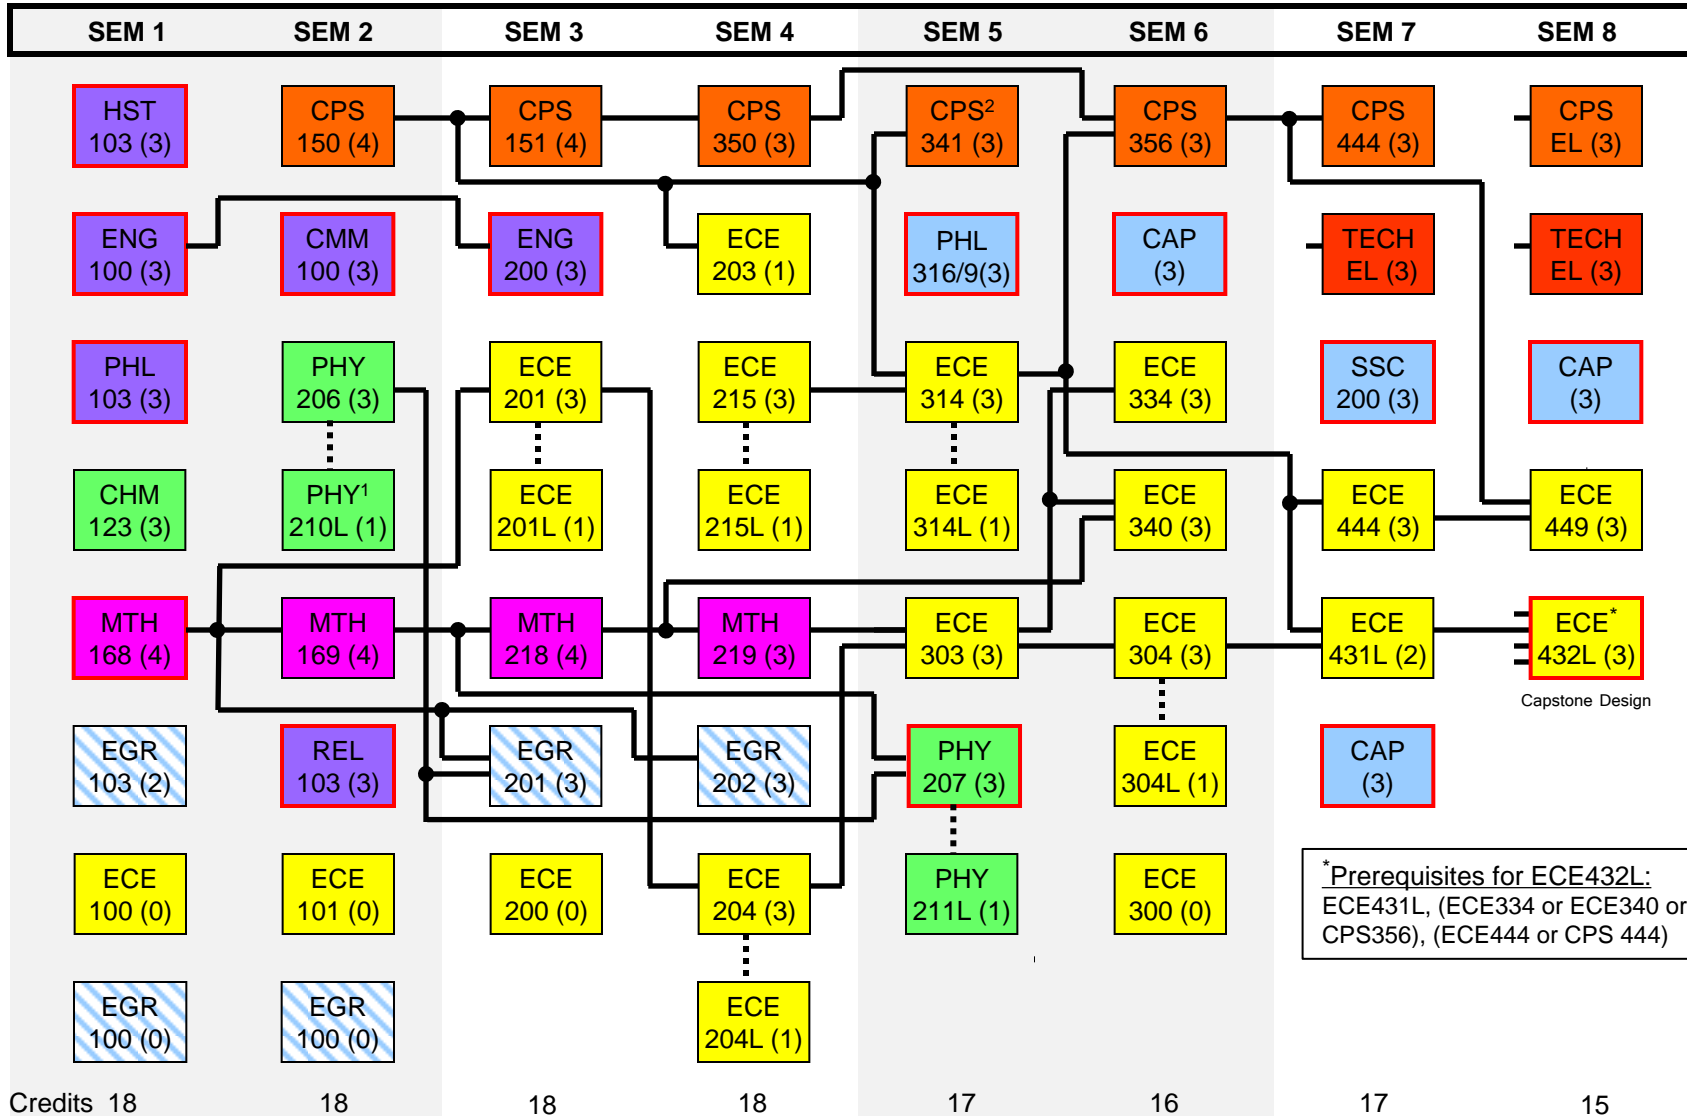 SEM 1 SEM 2 SEM 3 SEM 4 SEM 5 SEM 6 SEM 7 SEM 8
HST
103 (3)
CPS
150 (4)
CPS
151 (4)
CPS
350 (3)
CPS²
341 (3)
CPS
356 (3)
CPS
444 (3)
CPS
EL (3)
ENG
100 (3)
CMM
100 (3)
ENG
200 (3)
ECE
203 (1)
PHL
316/9(3)
CAP
(3)
TECH
EL (3)
TECH
EL (3)
PHL
103 (3)
PHY
206 (3)
ECE
201 (3)
ECE
215 (3)
ECE
314 (3)
ECE
334 (3)
SSC
200 (3)
CAP
(3)
CHM
123 (3)
PHY¹
210L (1)
ECE
201L (1)
ECE
215L (1)
ECE
314L (1)
ECE
340 (3)
ECE
444 (3)
ECE
449 (3)
MTH
168 (4)
MTH
169 (4)
MTH
218 (4)
MTH
219 (3)
ECE
303 (3)
ECE
304 (3)
ECE
431L (2)
ECE*
432L (3)
Capstone Design
EGR
103 (2)
REL
103 (3)
EGR
201 (3)
EGR
202 (3)
PHY
207 (3)
ECE
304L (1)
CAP
(3)
ECE
100 (0)
ECE
101 (0)
ECE
200 (0)
ECE
204 (3)
PHY
211L (1)
ECE
300 (0)
*Prerequisites for ECE432L:
ECE431L, (ECE334 or ECE340 or
CPS356), (ECE444 or CPS 444)
EGR
100 (0)
EGR
100 (0)
ECE
204L (1)
Credits 18 18 18 18 17 16 17 15